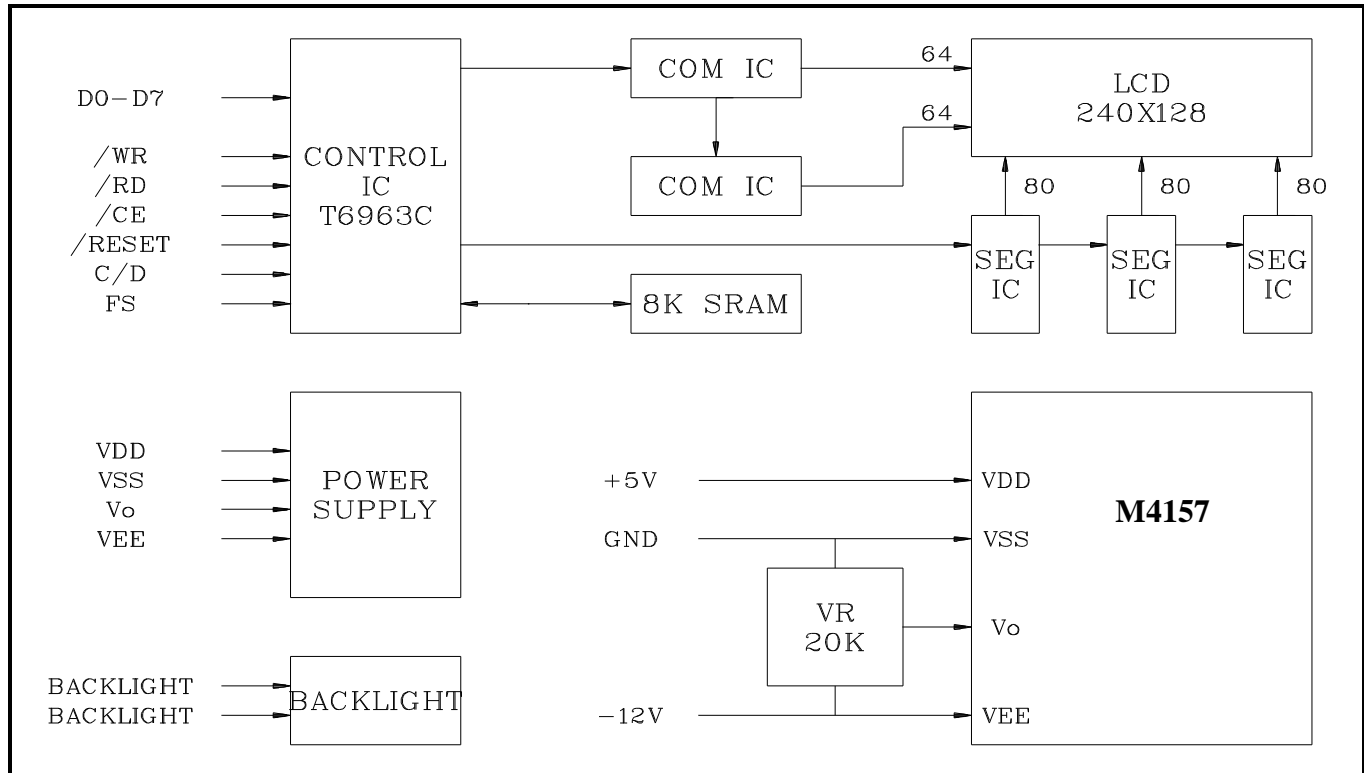 D0-D7
/WR
/RD
/CE
/RESET
C/D
FS
CONTROL
IC
T6963C
COM IC
64
COM IC
64
LCD
240X128
80
80
80
SEG
IC
SEG
IC
SEG
IC
8K SRAM
VDD
VSS
Vo
VEE
POWER
SUPPLY
BACKLIGHT
BACKLIGHT
BACKLIGHT
+5V
GND
-12V
VR
20K
VDD
VSS
Vo
VEE
M4157